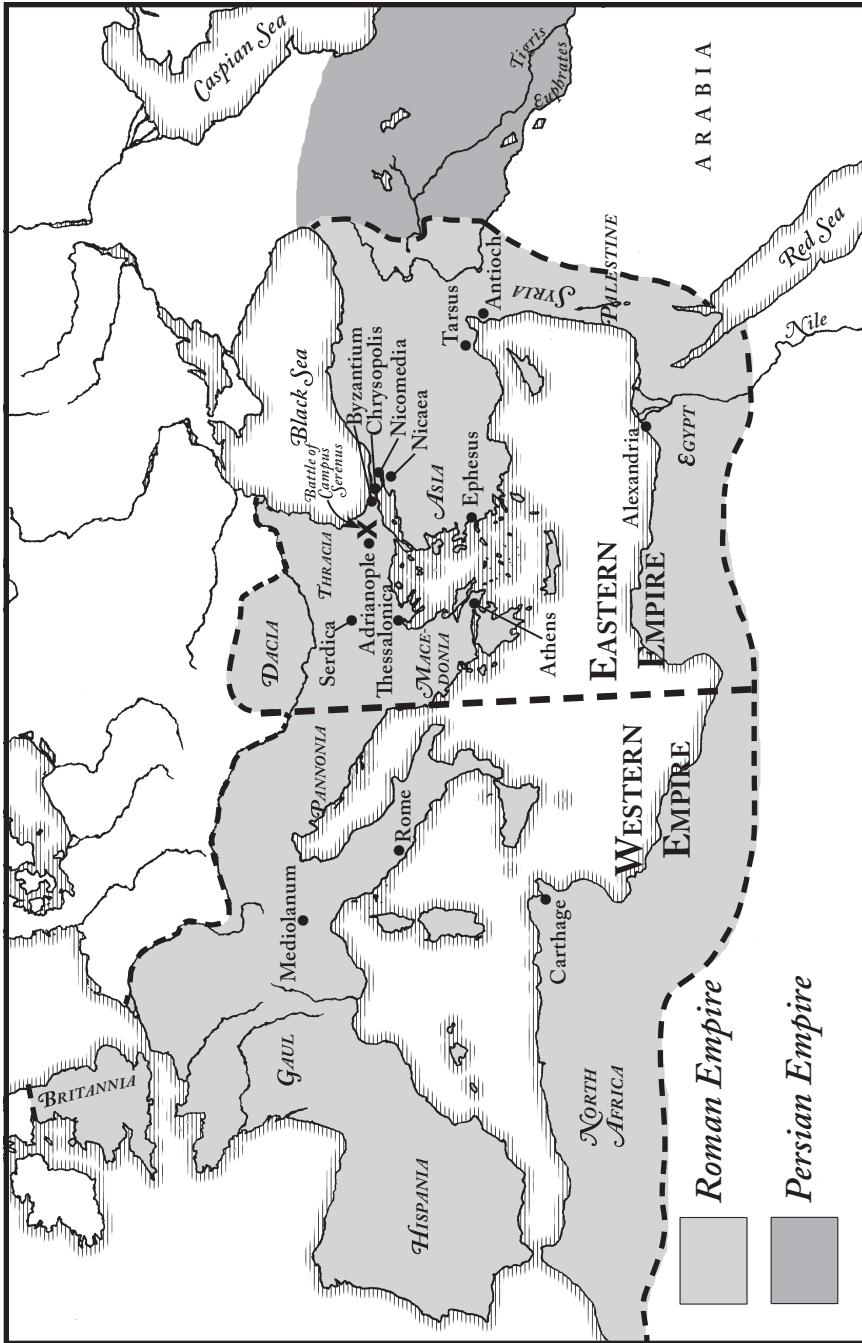 Caspian Sea
Tigris
Euphrates
ARABIA
Red Sea
Nile
Black Sea
Battle of
Campus
Serenus
Byzantium
Chrysopolis
Nicomedia
Nicaea
ASIA
Ephesus
Tarsus
Antioch
SYRIA
PALESTINE
Alexandria
EGYPT
DACIA
THRACIA
Serdica
Adrianople
X
Thessalonica
MACE-
DONIA
Athens
EASTERN
EMPIRE
PANNONIA
Rome
Mediolanum
WESTERN
EMPIRE
Carthage
BRITANNIA
GAUL
HISPANIA
NORTH
AFRICA
Roman Empire
Persian Empire